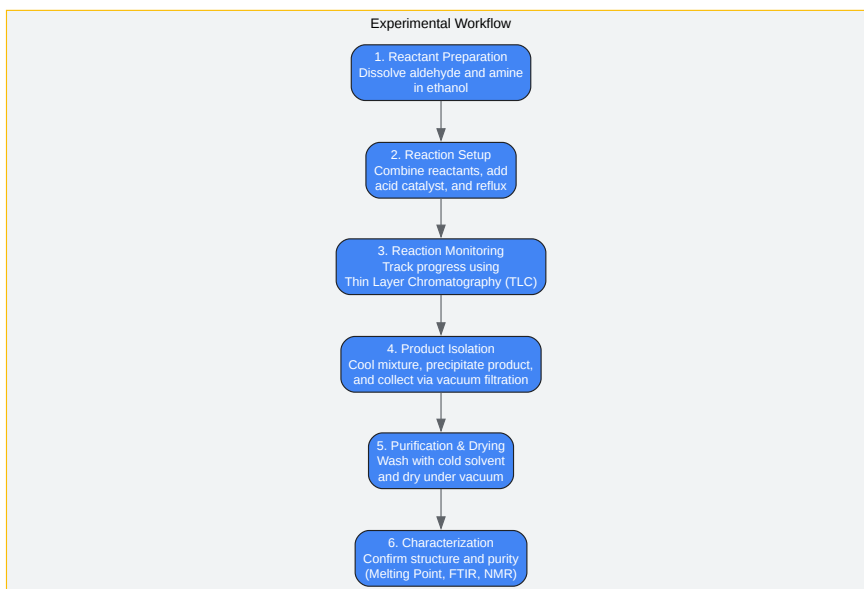 Experimental Workflow
1. Reactant Preparation
Dissolve aldehyde and amine
in ethanol
2. Reaction Setup
Combine reactants, add
acid catalyst, and reflux
3. Reaction Monitoring
Track progress using
Thin Layer Chromatography (TLC)
4. Product Isolation
Cool mixture, precipitate product,
and collect via vacuum filtration
5. Purification & Drying
Wash with cold solvent
and dry under vacuum
6. Characterization
Confirm structure and purity
(Melting Point, FTIR, NMR)